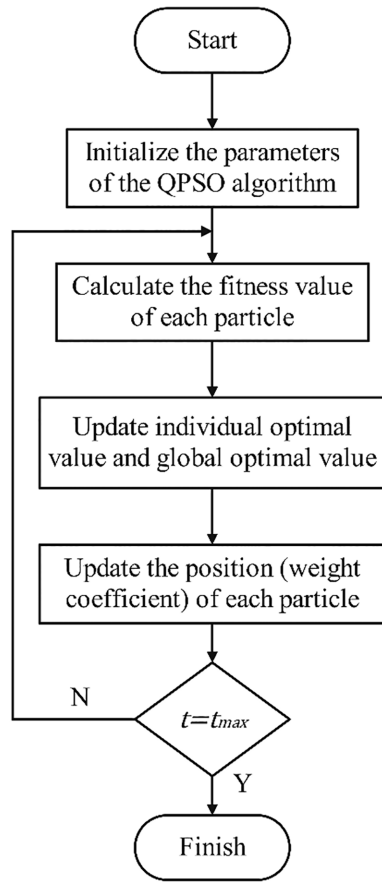 Start
Initialize the parameters
of the QPSO algorithm
Calculate the fitness value
of each particle
Update individual optimal
value and global optimal value
Update the position (weight
coefficient) of each particle
N
t=tmax
Y
Finish